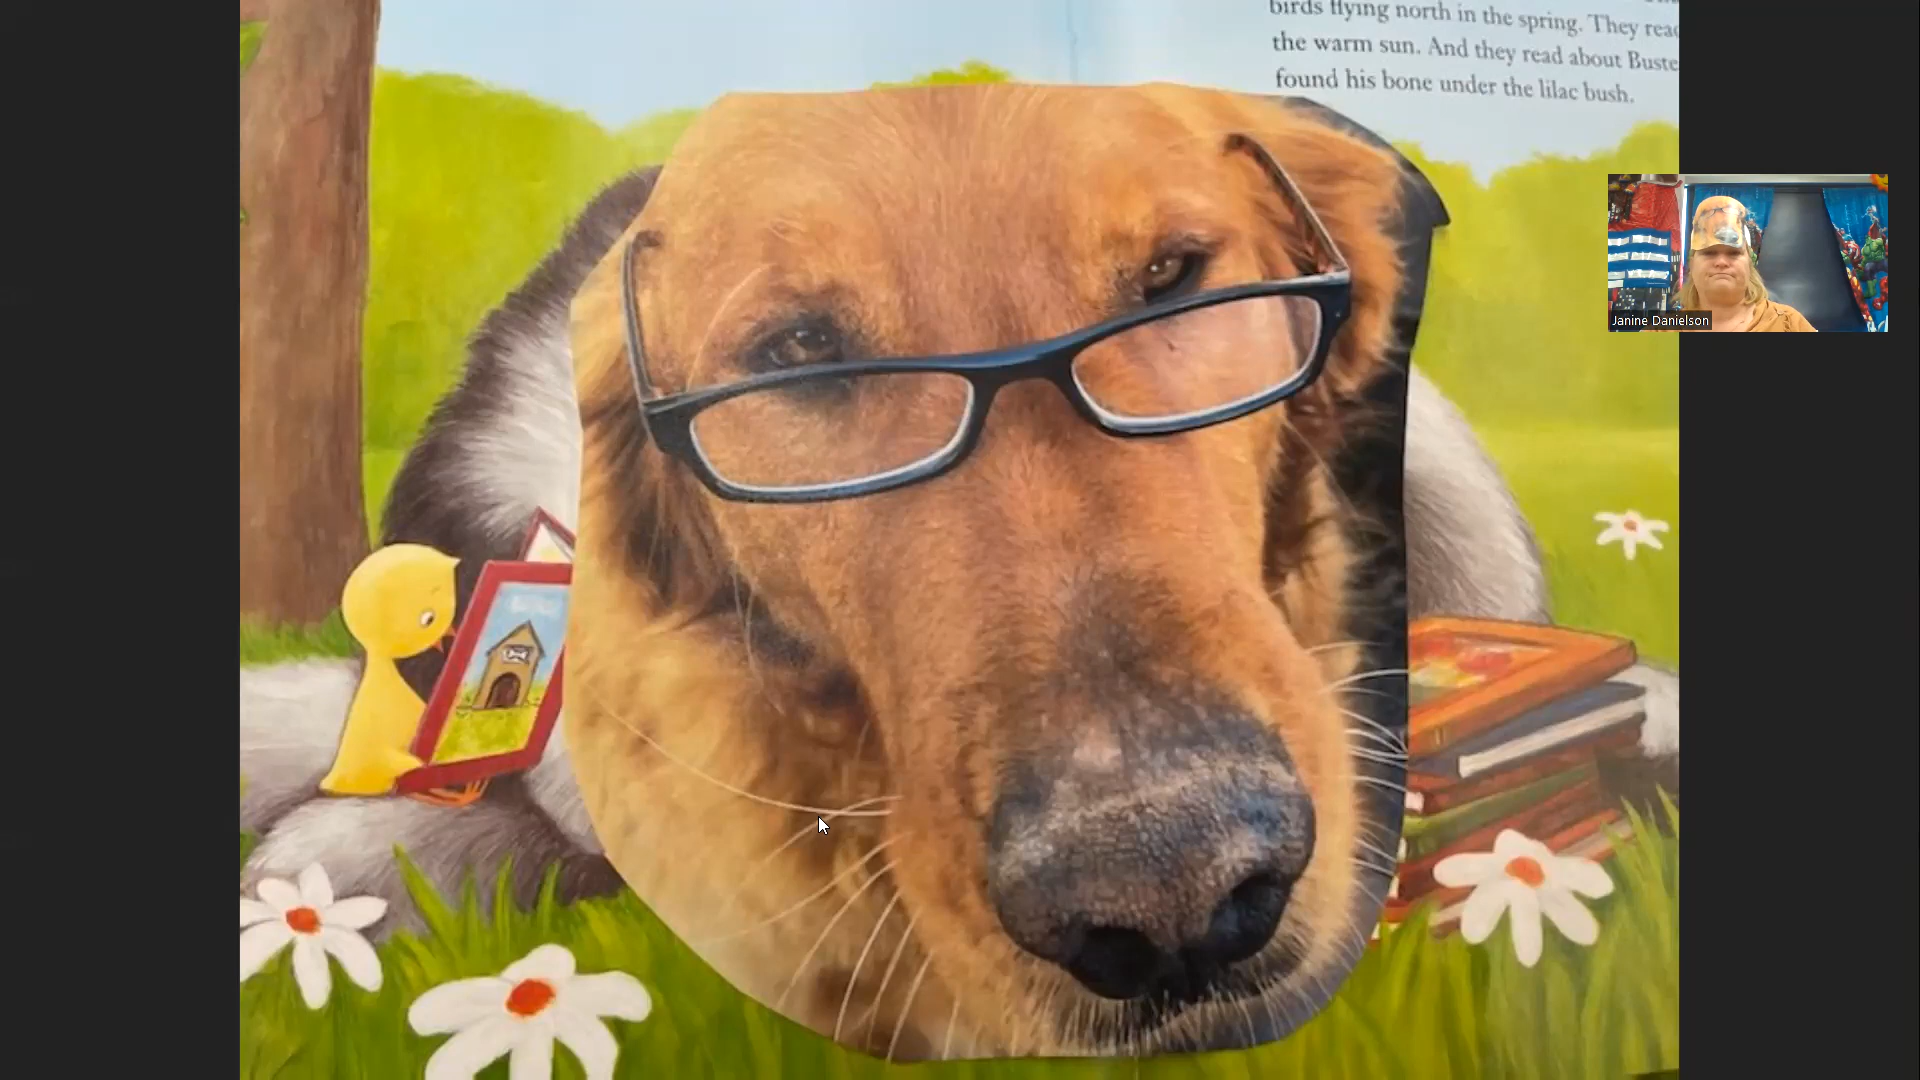 birds flying north in the spring. They read
the warm sun. And they read about Buste
found his bone under the lilac bush.
Janine Danielson